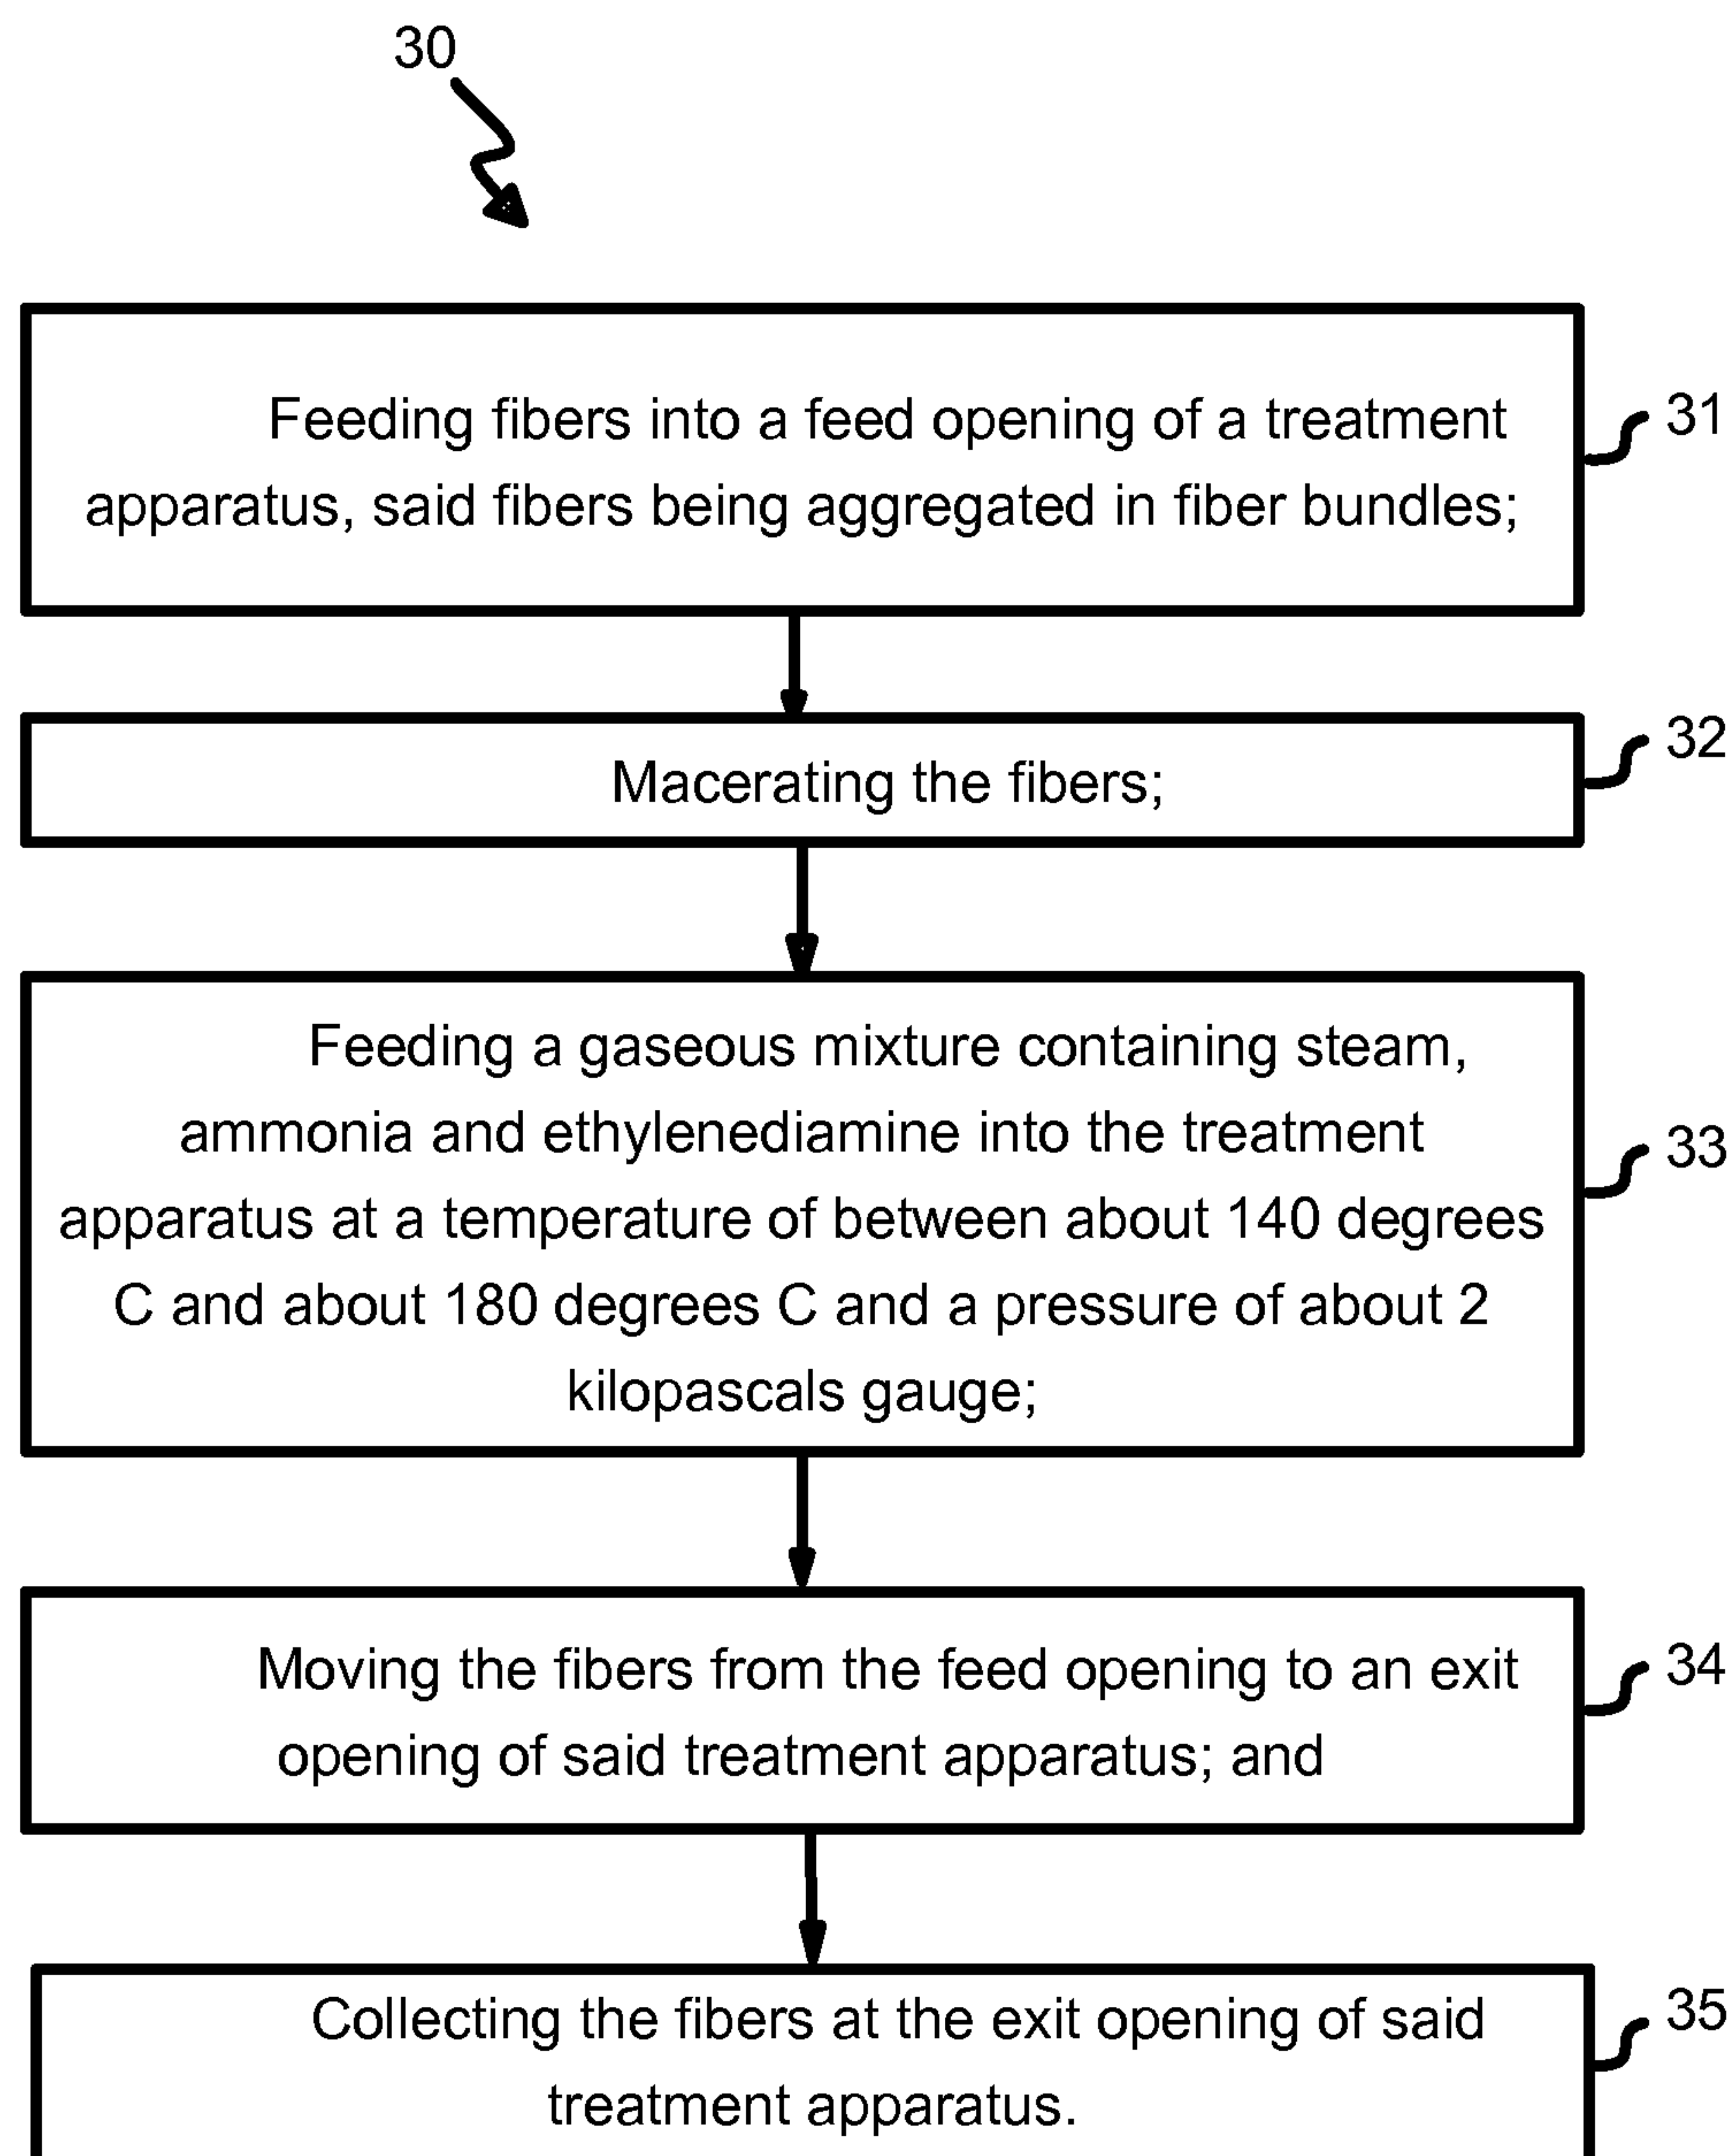 30
Feeding fibers into a feed opening of a treatment
apparatus, said fibers being aggregated in fiber bundles;
31
Macerating the fibers;
32
Feeding a gaseous mixture containing steam,
ammonia and ethylenediamine into the treatment
apparatus at a temperature of between about 140 degrees
C and about 180 degrees C and a pressure of about 2
kilopascals gauge;
33
Moving the fibers from the feed opening to an exit
opening of said treatment apparatus; and
34
Collecting the fibers at the exit opening of said
treatment apparatus.
35